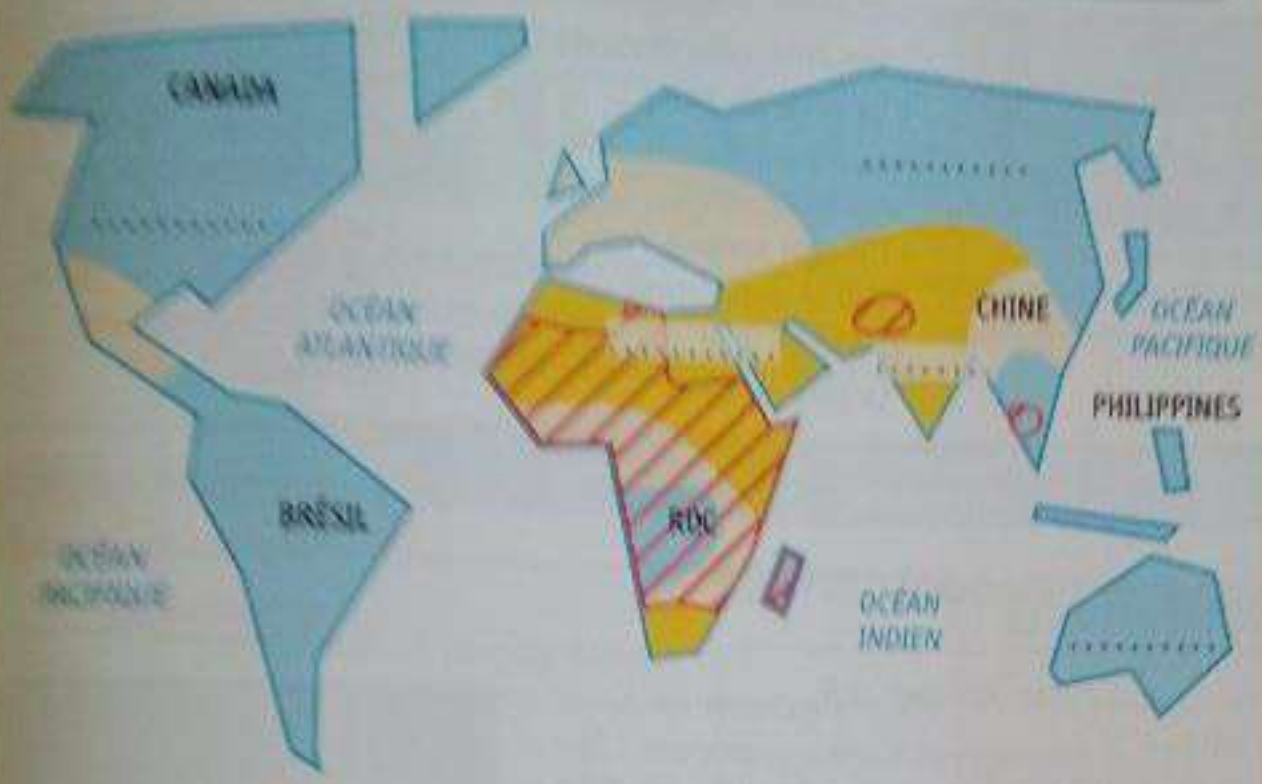 CANADA
OCÉAN
ATLANTIQUE
CHINE
OCÉAN
PACIFIQUE
PHILIPPINES
BRÉSIL
RDC
OCÉAN
PACIFIQUE
OCÉAN
INDIEN